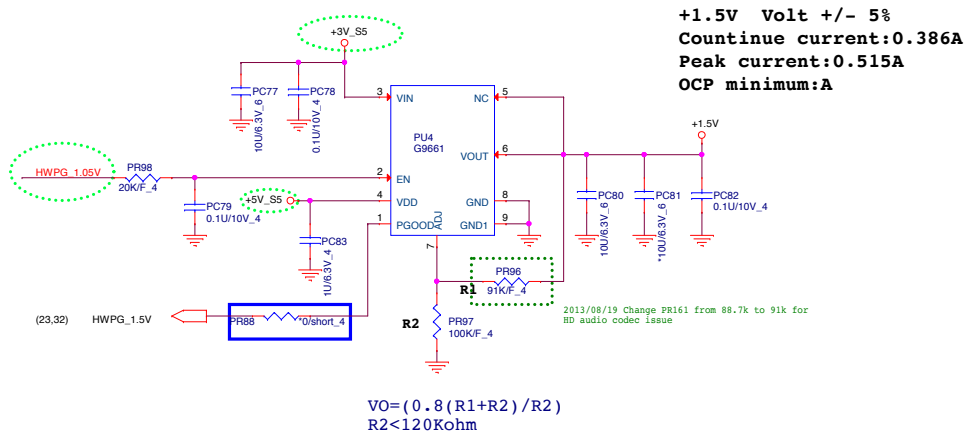 +1.5V Volt +/- 5%
Countinue current:0.386A
Peak current:0.515A
OCP minimum:A
+3V_S5
PC77
10U/6.3V_6
PC78
0.1U/10V_4
3
VIN
NC
5
PU4
G9661
+1.5V
VOUT
6
HWPG_1.05V
PR98
20K/F_4
2
EN
PC79
0.1U/10V_4
+5V_S5
4
VDD
GND
8
1
PGOOD
ADJ
GND1
9
7
PC80
10U/6.3V_6
PC81
*10U/6.3V_6
PC82
0.1U/10V_4
PC83
1U/6.3V_4
R1
PR96
91K/F_4
(23,32)
HWPG_1.5V
PR88
*0/short_4
R2
PR97
100K/F_4
2013/08/19 Change PR161 from 88.7k to 91k for
HD audio codec issue
VO=(0.8(R1+R2)/R2)
R2<120Kohm